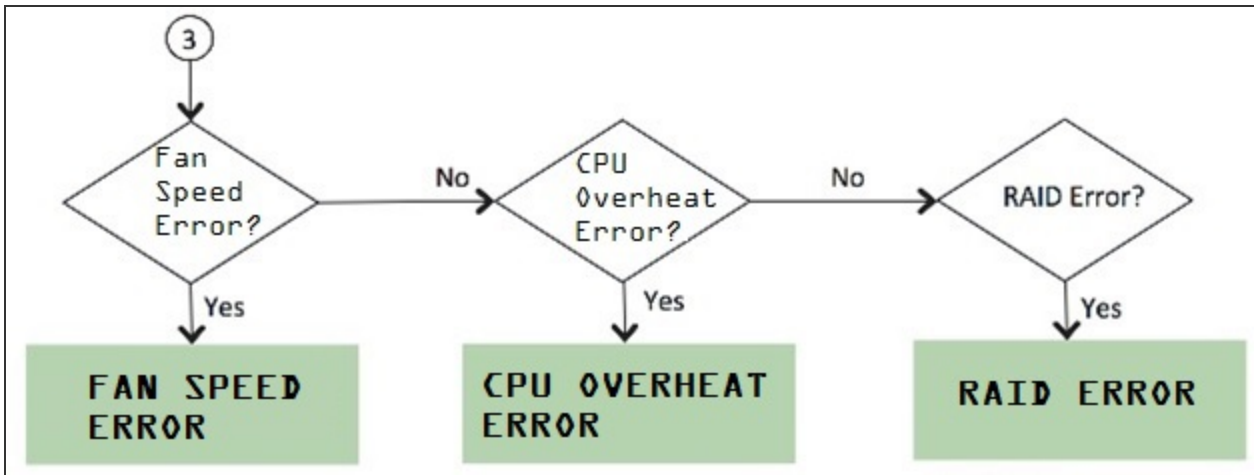 3
Fan
Speed
Error?
No
CPU
Overheat
Error?
No
RAID Error?
Yes
Yes
Yes
FAN SPEED
ERROR
CPU OVERHEAT
ERROR
RAID ERROR